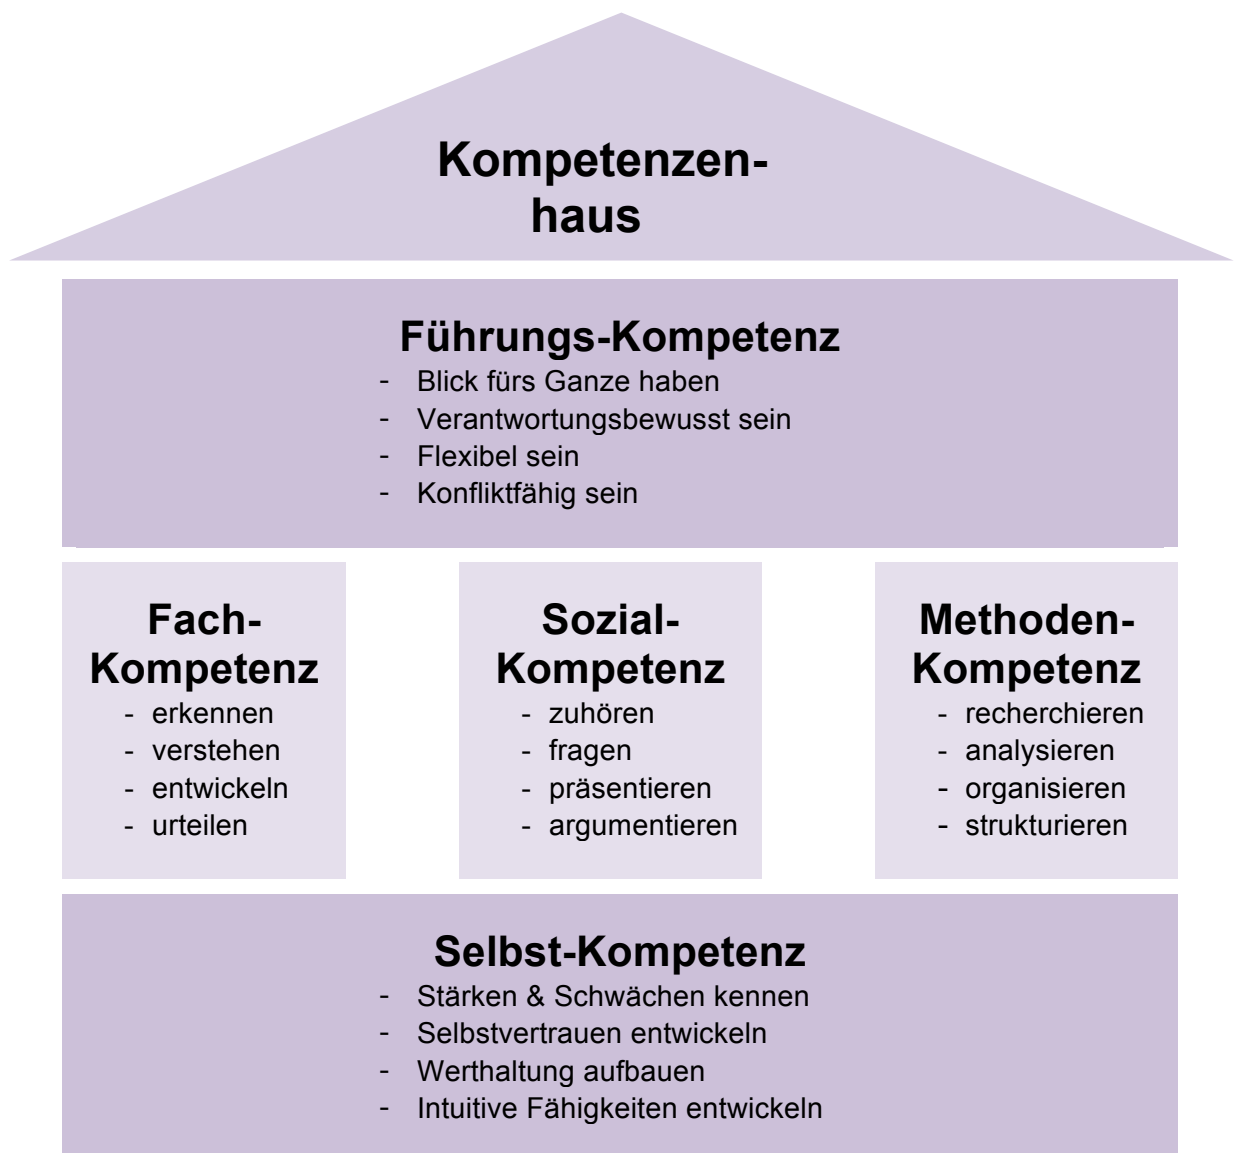 Kompetenzen-
haus
Führungs-Kompetenz
- Blick fürs Ganze haben
- Verantwortungsbewusst sein
- Flexibel sein
- Konfliktfähig sein
Fach-
Kompetenz
- erkennen
- verstehen
- entwickeln
- urteilen
Sozial-
Kompetenz
- zuhören
- fragen
- präsentieren
- argumentieren
Methoden-
Kompetenz
- recherchieren
- analysieren
- organisieren
- strukturieren
Selbst-Kompetenz
- Stärken & Schwächen kennen
- Selbstvertrauen entwickeln
- Werthaltung aufbauen
- Intuitive Fähigkeiten entwickeln